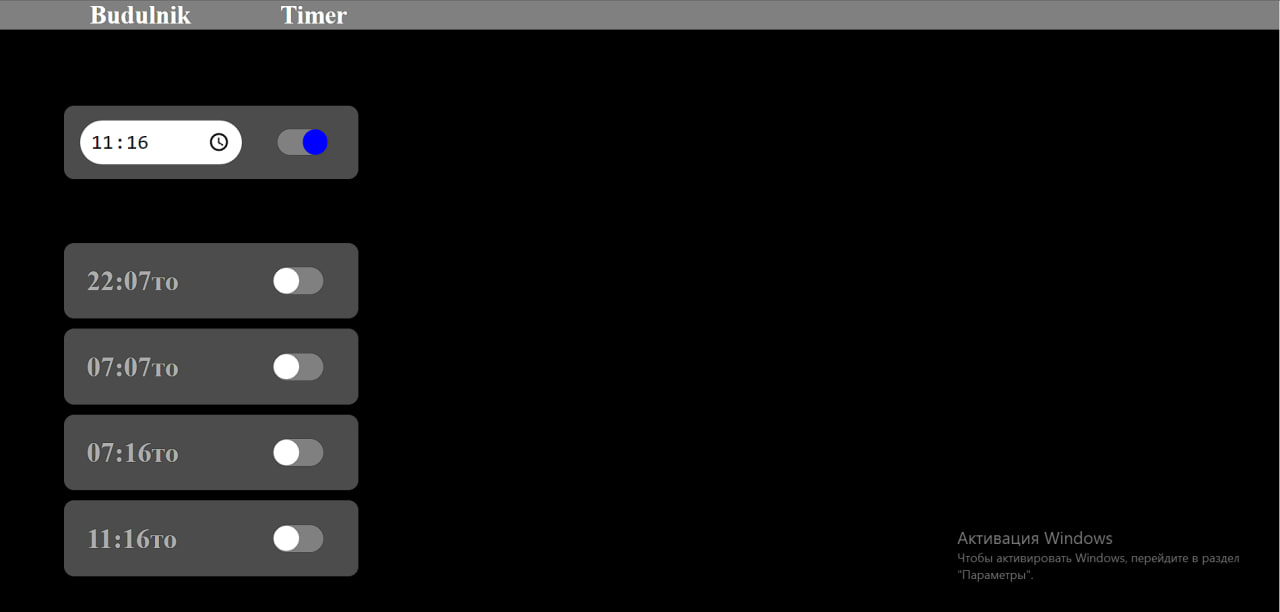 Budulnik Timer
11:16
22:07то
07:07то
07:16то
11:16то
Активация Windows
Чтобы активировать Windows, перейдите в раздел
"Параметры".